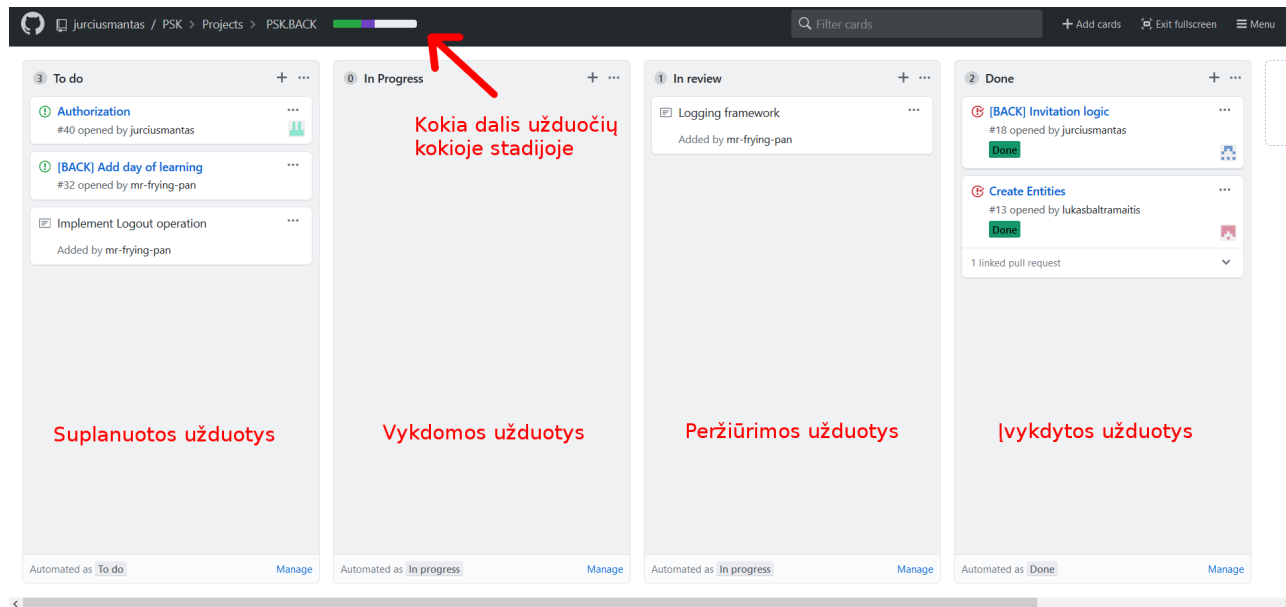 jurciusmantas / PSK > Projects > PSK.BACK
Filter cards
+ Add cards
Exit fullscreen
Menu
3 To do
Authorization
#40 opened by jurciusmantas
[BACK] Add day of learning
#32 opened by mr-frying-pan
Implement Logout operation
Added by mr-frying-pan
Suplanuotos užduotys
Automated as To do
Manage
0 In Progress
Kokia dalis užduočių
kokioje stadijoje
Vykdomos užduotys
Automated as In progress
Manage
1 In review
Logging framework
Added by mr-frying-pan
Peržiūrimos užduotys
Automated as In progress
Manage
2 Done
[BACK] Invitation logic
#18 opened by jurciusmantas
Done
Create Entities
#13 opened by lukasbaltramaitis
Done
1 linked pull request
Įvykdytos užduotys
Automated as Done
Manage